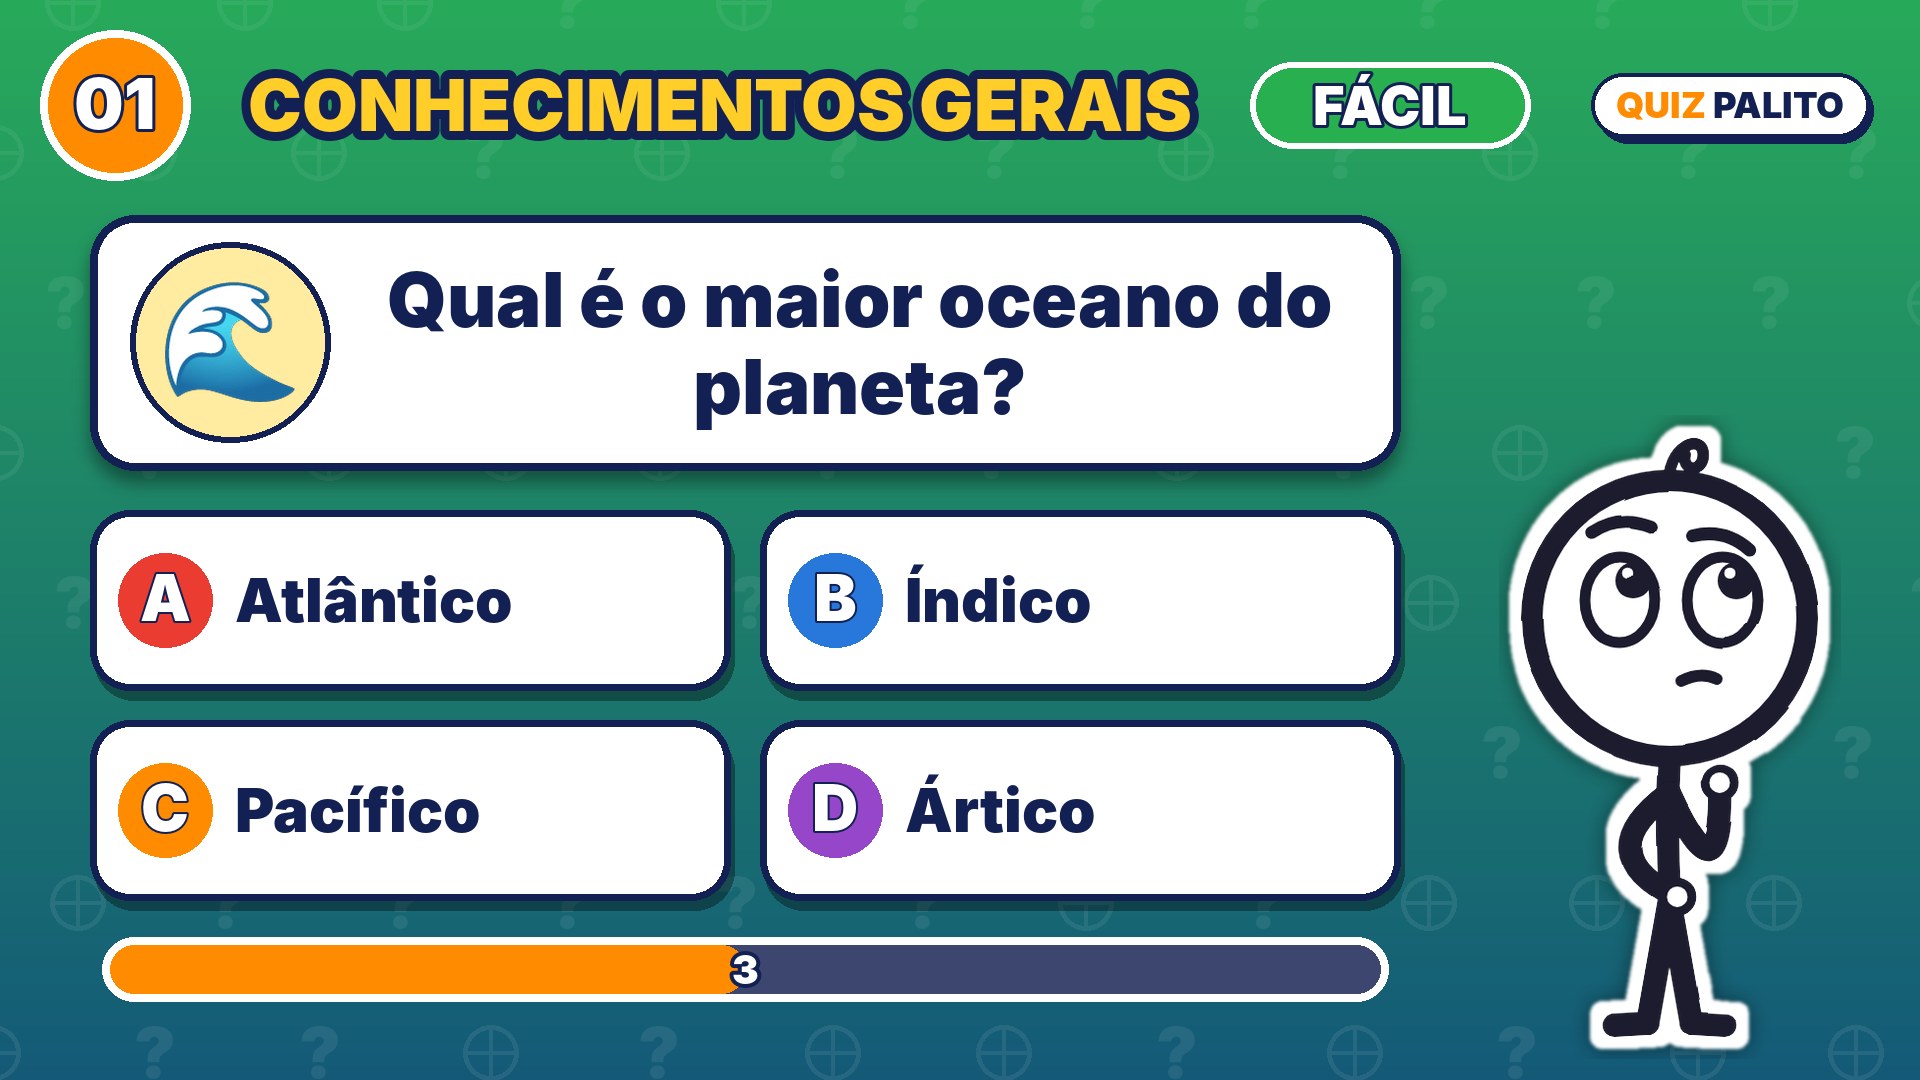 01
CONHECIMENTOS GERAIS
FÁCIL
QUIZ PALITO
Qual é o maior oceano do
planeta?
A Atlântico
B Índico
C Pacífico
D Ártico
3